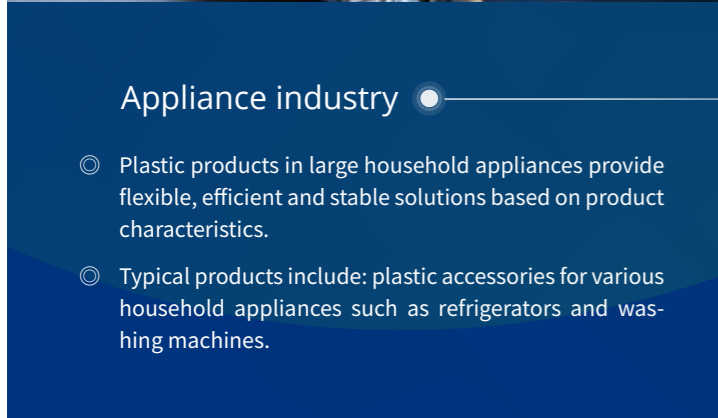 Appliance industry
◎ Plastic products in large household appliances provide
flexible, efficient and stable solutions based on product
characteristics.
◎ Typical products include: plastic accessories for various
household appliances such as refrigerators and was-
hing machines.